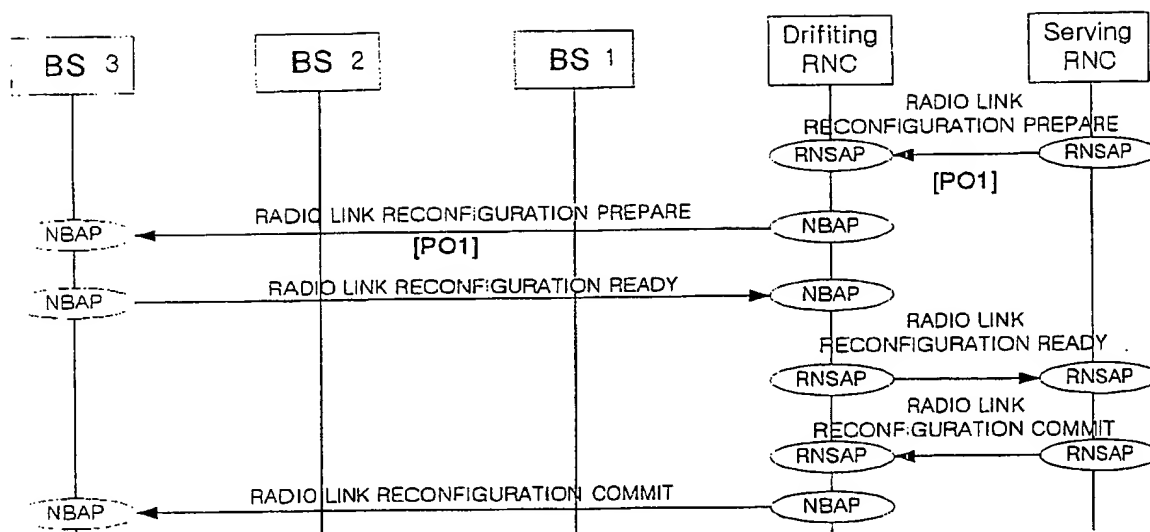 BS 3
BS 2
BS 1
Drifiting
RNC
Serving
RNC
RADIO LINK
RECONFIGURATION PREPARE
RNSAP
RNSAP
[PO1]
RADIO LINK RECONFIGURATION PREPARE
NBAP
NBAP
[PO1]
NBAP
RADIO LINK RECONFIGURATION READY
NBAP
RADIO LINK
RECONFIGURATION READY
RNSAP
RNSAP
RADIO LINK
RECONFIGURATION COMMIT
RNSAP
RNSAP
RADIO LINK RECONFIGURATION COMMIT
NBAP
NBAP